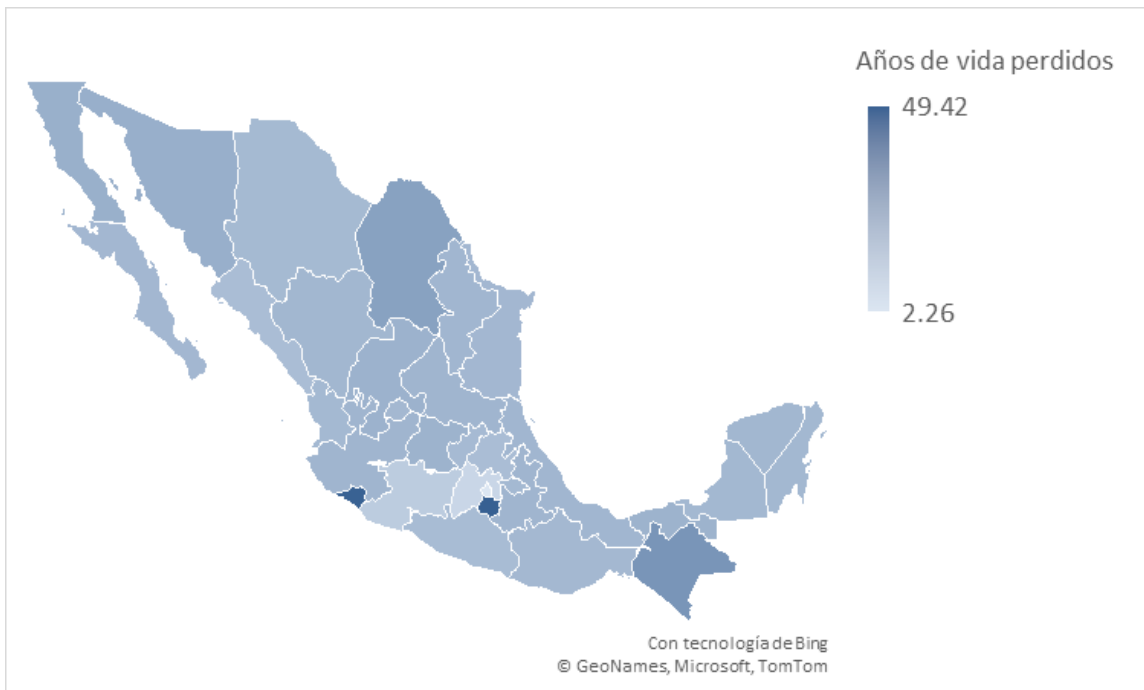 Años de vida perdidos
49.42
2.26
Con tecnología de Bing
© GeoNames, Microsoft, TomTom